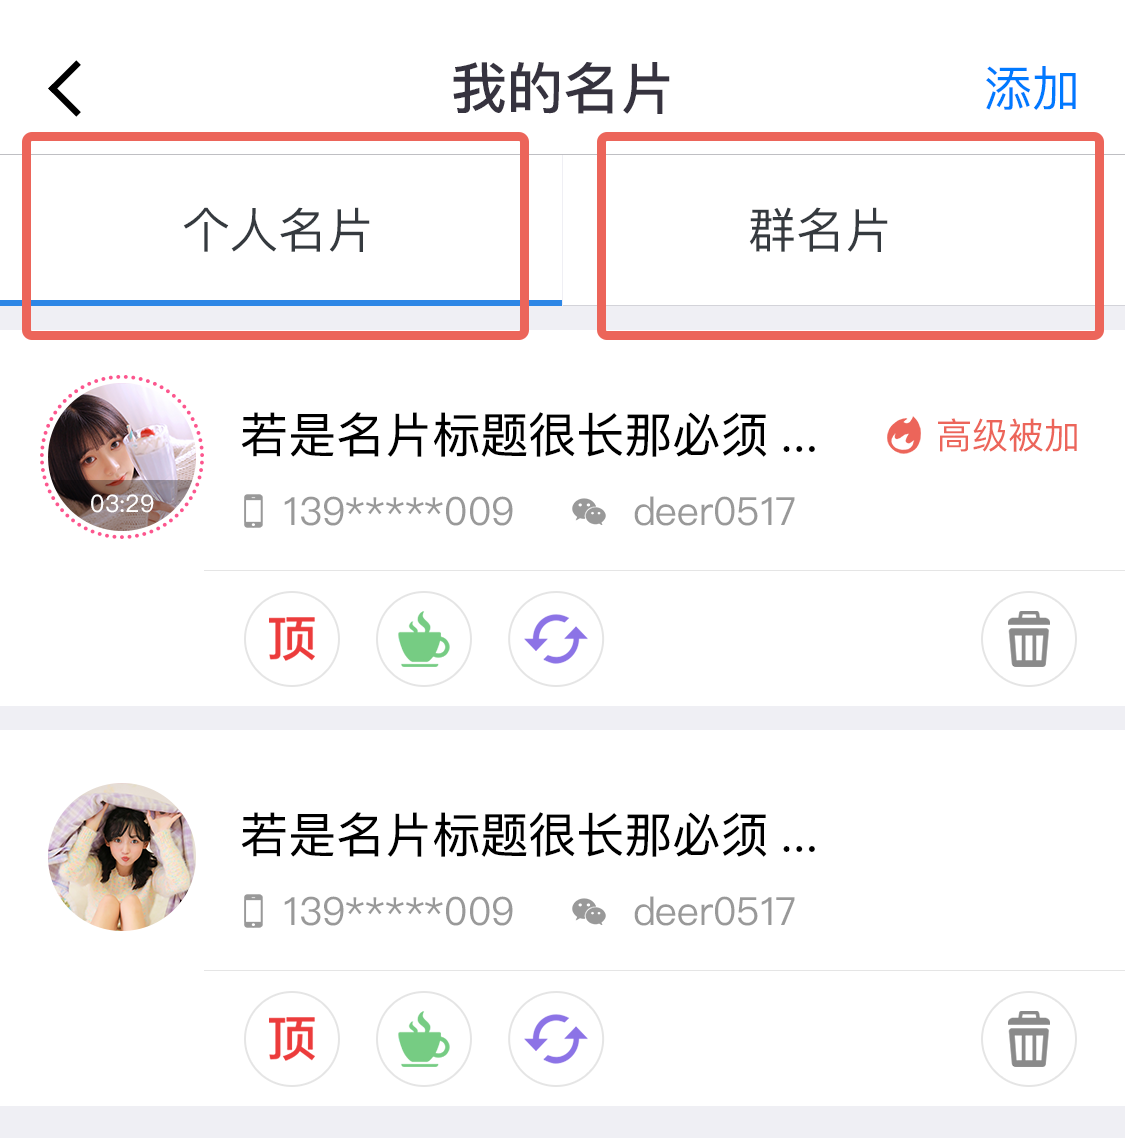 我的名片 添加
个人名片 群名片
若是名片标题很长那必须 ... 高级被加
03:29
139*****009 deer0517
顶
若是名片标题很长那必须 ...
139*****009 deer0517
顶